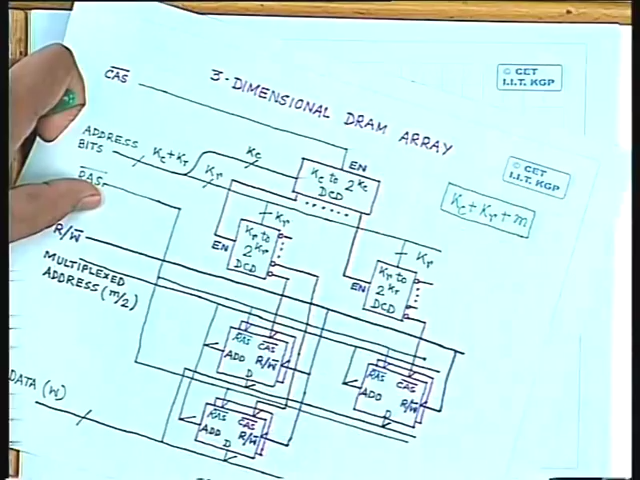 © CET
I.I.T. KGP
© CET
I.I.T. KGP
3-DIMENSIONAL DRAM ARRAY
Kc + Kr + m
CAS
ADDRESS
BITS
Kc+Kr
Kc
Kr
EN
Kc to 2^Kc
DCD
RAS
Kr
Kr to
2^Kr
DCD
EN
Kr
Kr to
2^Kr
DCD
EN
R/W
MULTIPLEXED
ADDRESS (m/2)
RAS CAS
ADD R/W
D
RAS CAS
ADD R/W
D
RAS CAS
ADD R/W
D
DATA (W)